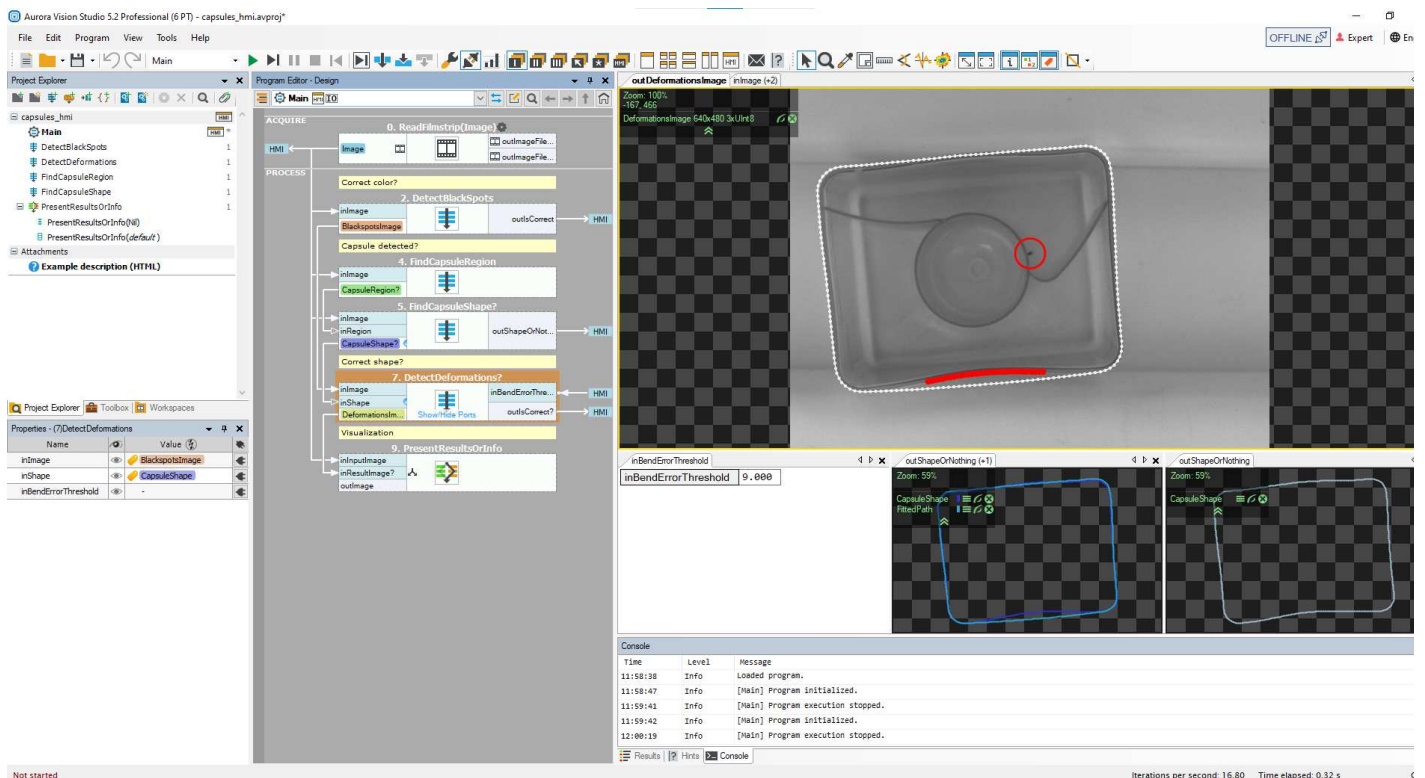 Aurora Vision Studio 5.2 Professional (6 PT) - capsules_hmi.avproj*
File Edit Program View Tools Help
OFFLINE Expert En
Main
Project Explorer
capsules_hmi HMI
Main HMI
DetectBlackSpots 1
DetectDeformations 1
FindCapsuleRegion 1
FindCapsuleShape 1
PresentResultsOrInfo 1
PresentResultsOrInfo(Nil)
PresentResultsOrInfo(default )
Attachments
Example description (HTML)
Project Explorer Toolbox Workspaces
Properties - (7)DetectDeformations
Name Value
inImage BlackspotsImage
inShape CapsuleShape
inBendErrorThreshold -
Program Editor - Design
Main HMI IO
ACQUIRE
0. ReadFilmstrip(Image)
HMI Image outImageFile...
outImageFile...
PROCESS
Correct color?
2. DetectBlackSpots
inImage
outIsCorrect HMI
BlackspotsImage
Capsule detected?
4. FindCapsuleRegion
inImage
CapsuleRegion?
5. FindCapsuleShape?
inImage
inRegion outShapeOrNot... HMI
CapsuleShape?
Correct shape?
7. DetectDeformations?
inImage inBendErrorThre... HMI
inShape
DeformationsIm... Show/Hide Ports outIsCorrect? HMI
Visualization
9. PresentResultsOrInfo
inInputImage
inResultImage?
outImage
outDeformationsImage inImage (+2)
Zoom: 100%
-167, 466
DeformationsImage 640x480 3xUInt8
inBendErrorThreshold
inBendErrorThreshold 9.000
outShapeOrNothing (+1)
Zoom: 59%
CapsuleShape
FittedPath
outShapeOrNothing
Zoom: 59%
CapsuleShape
Console
Time Level Message
11:58:38 Info Loaded program.
11:58:47 Info [Main] Program initialized.
11:59:41 Info [Main] Program execution stopped.
11:59:42 Info [Main] Program initialized.
12:00:19 Info [Main] Program execution stopped.
Results Hints Console
Not started
Iterations per second: 16.80 Time elapsed: 0.32 s